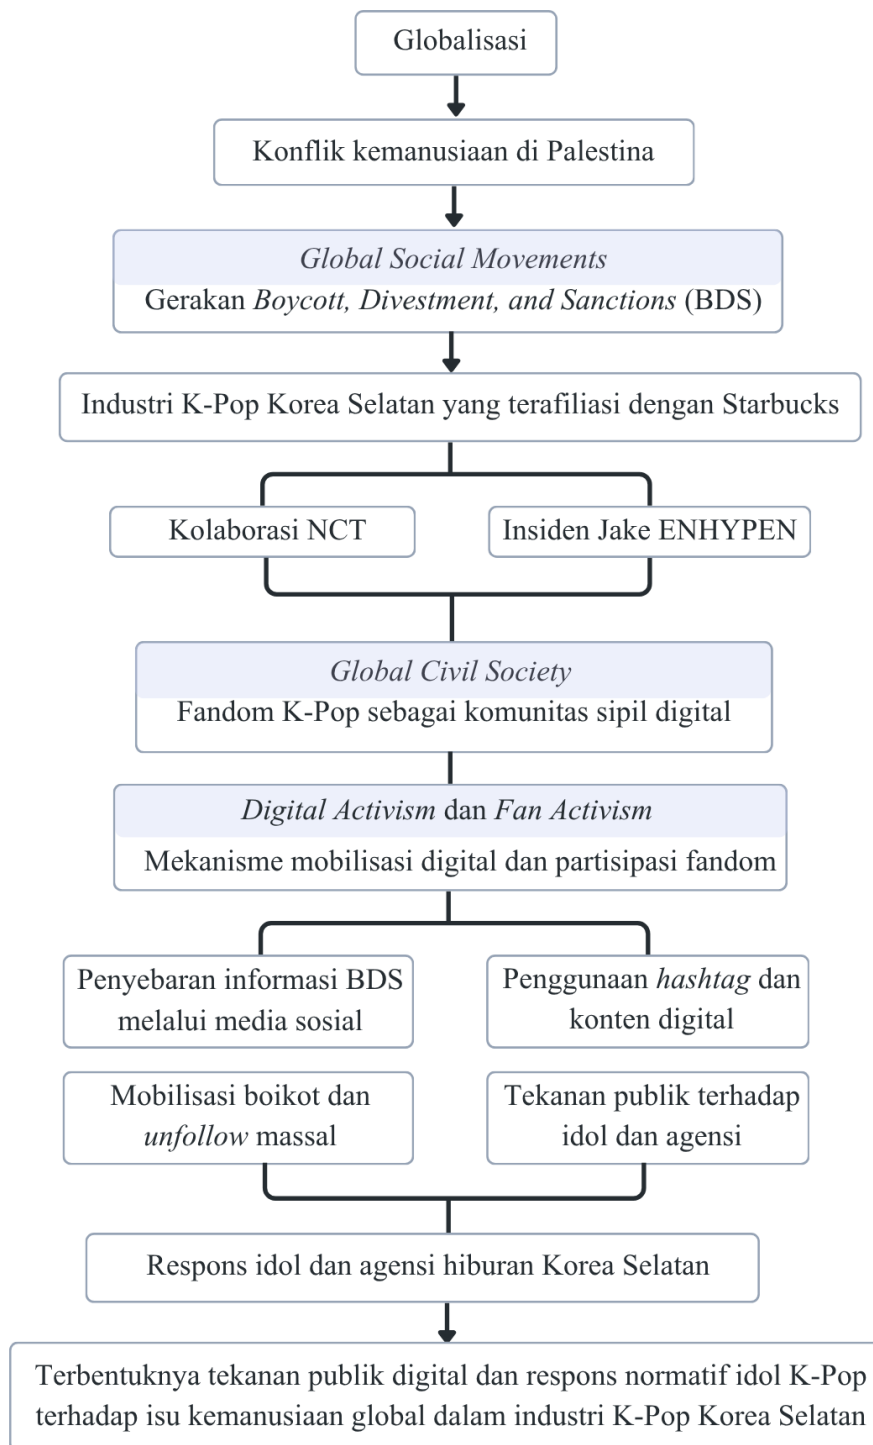 Globalisasi
Konflik kemanusiaan di Palestina
Global Social Movements
Gerakan Boycott, Divestment, and Sanctions (BDS)
Industri K-Pop Korea Selatan yang terafiliasi dengan Starbucks
Kolaborasi NCT
Insiden Jake ENHYPEN
Global Civil Society
Fandom K-Pop sebagai komunitas sipil digital
Digital Activism dan Fan Activism
Mekanisme mobilisasi digital dan partisipasi fandom
Penyebaran informasi BDS
melalui media sosial
Penggunaan hashtag dan
konten digital
Mobilisasi boikot dan
unfollow massal
Tekanan publik terhadap
idol dan agensi
Respons idol dan agensi hiburan Korea Selatan
Terbentuknya tekanan publik digital dan respons normatif idol K-Pop
terhadap isu kemanusiaan global dalam industri K-Pop Korea Selatan